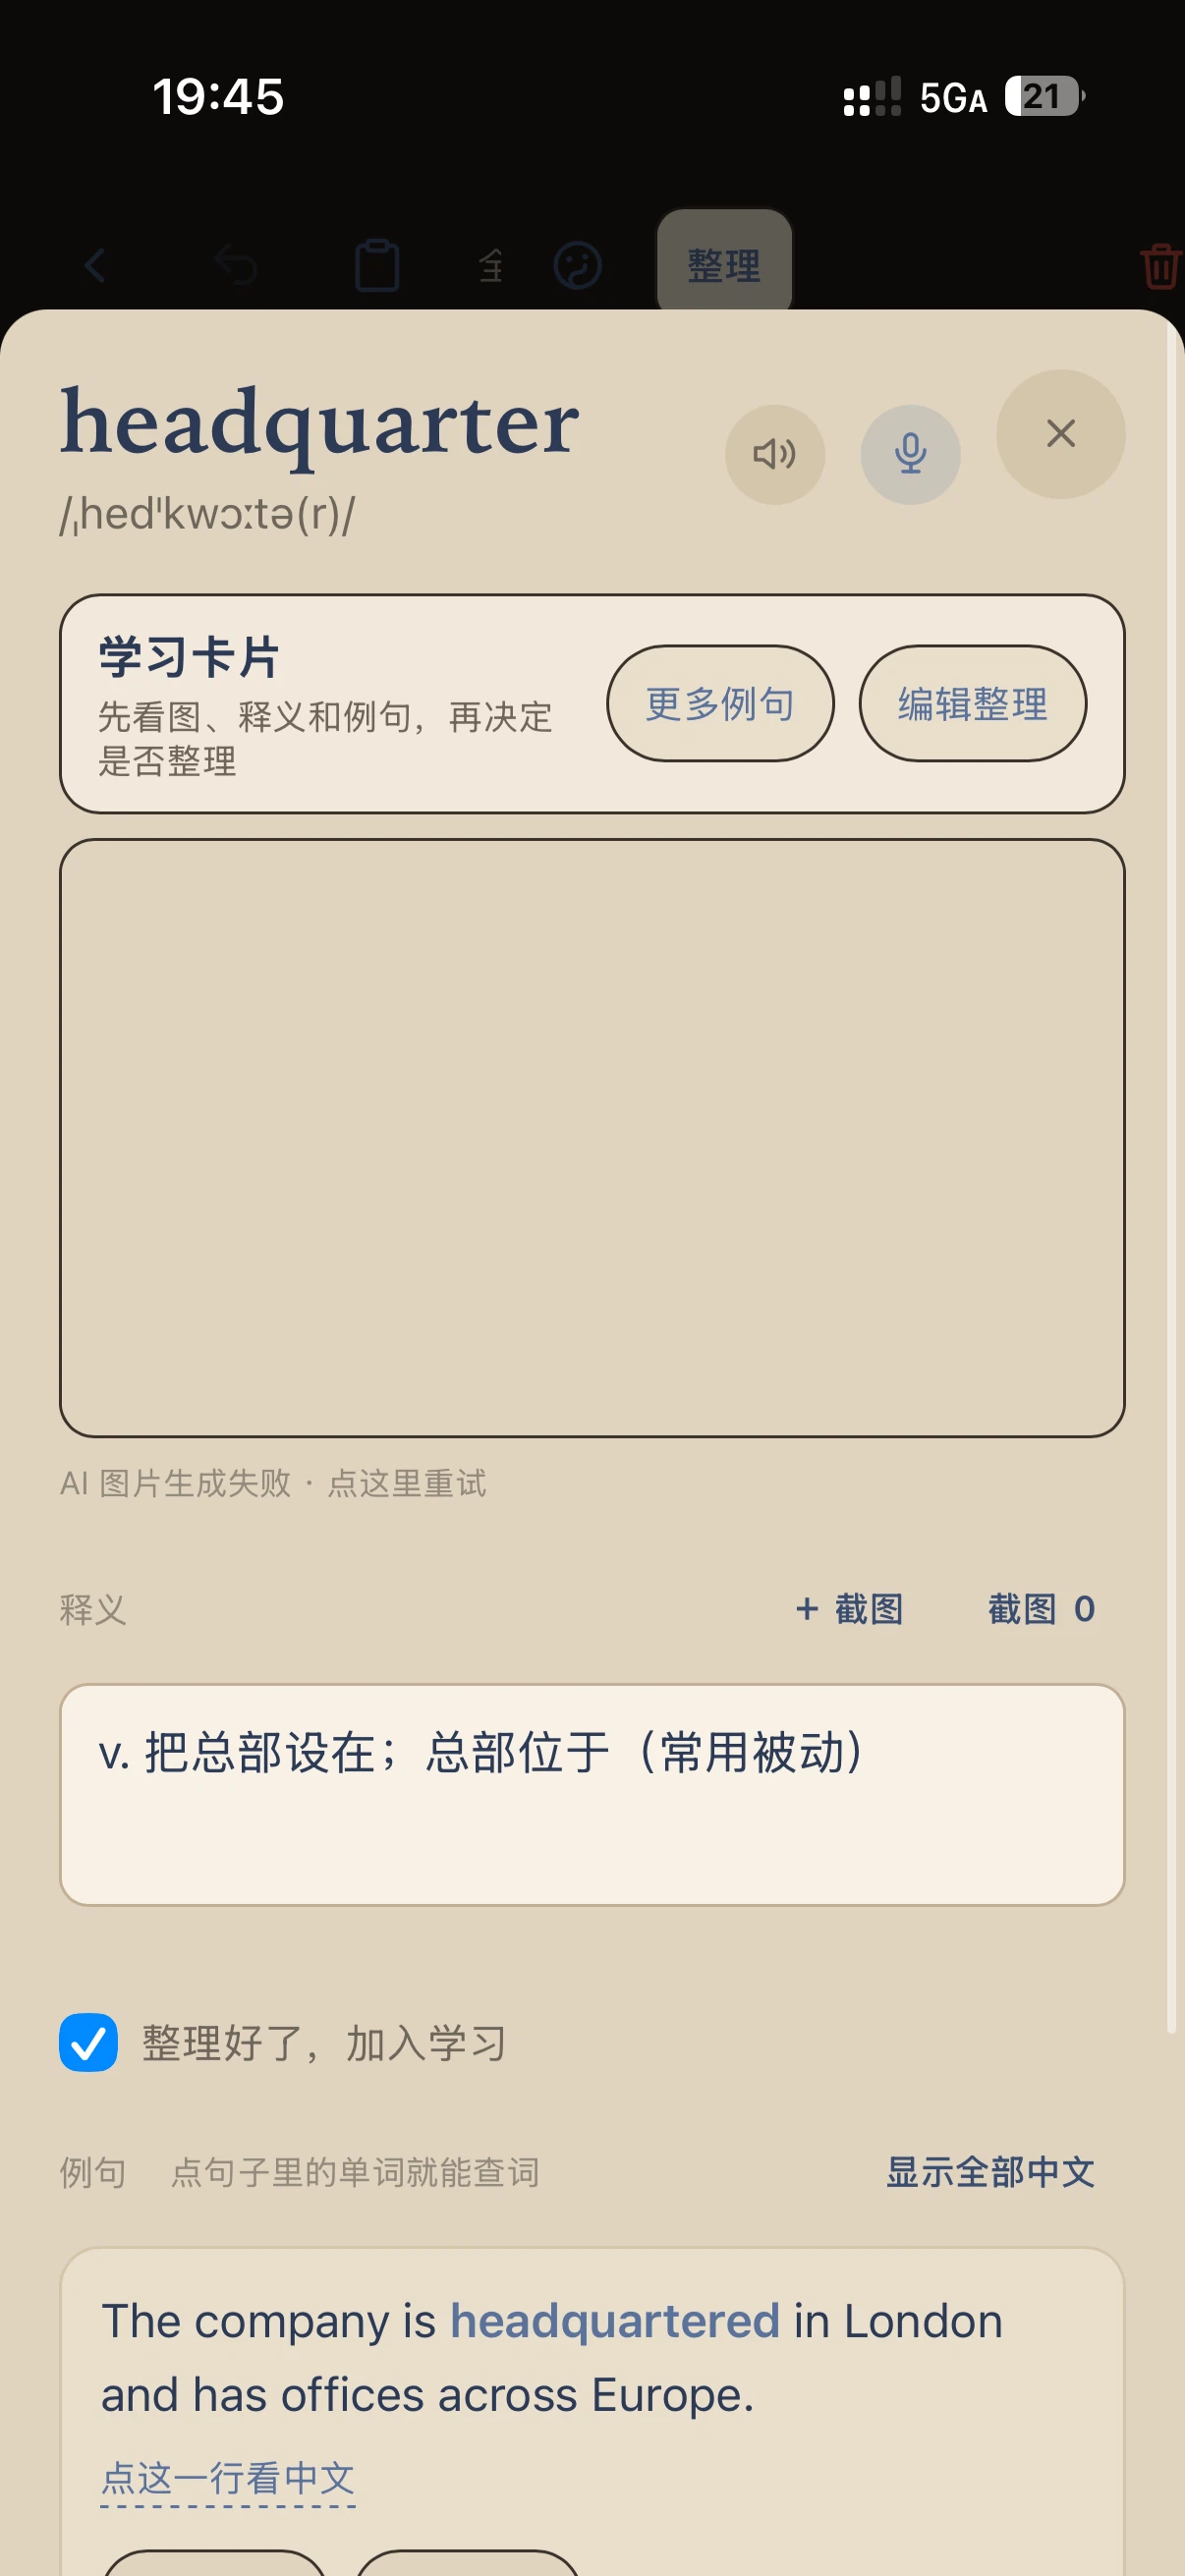 19:45
5GA 21
整理
headquarter
/ˌhedˈkwɔːtə(r)/
学习卡片
先看图、释义和例句，再决定
是否整理
更多例句
编辑整理
AI 图片生成失败 · 点这里重试
释义
+ 截图
截图 0
v. 把总部设在；总部位于（常用被动）
整理好了，加入学习
例句 点句子里的单词就能查词
显示全部中文
The company is headquartered in London
and has offices across Europe.
点这一行看中文